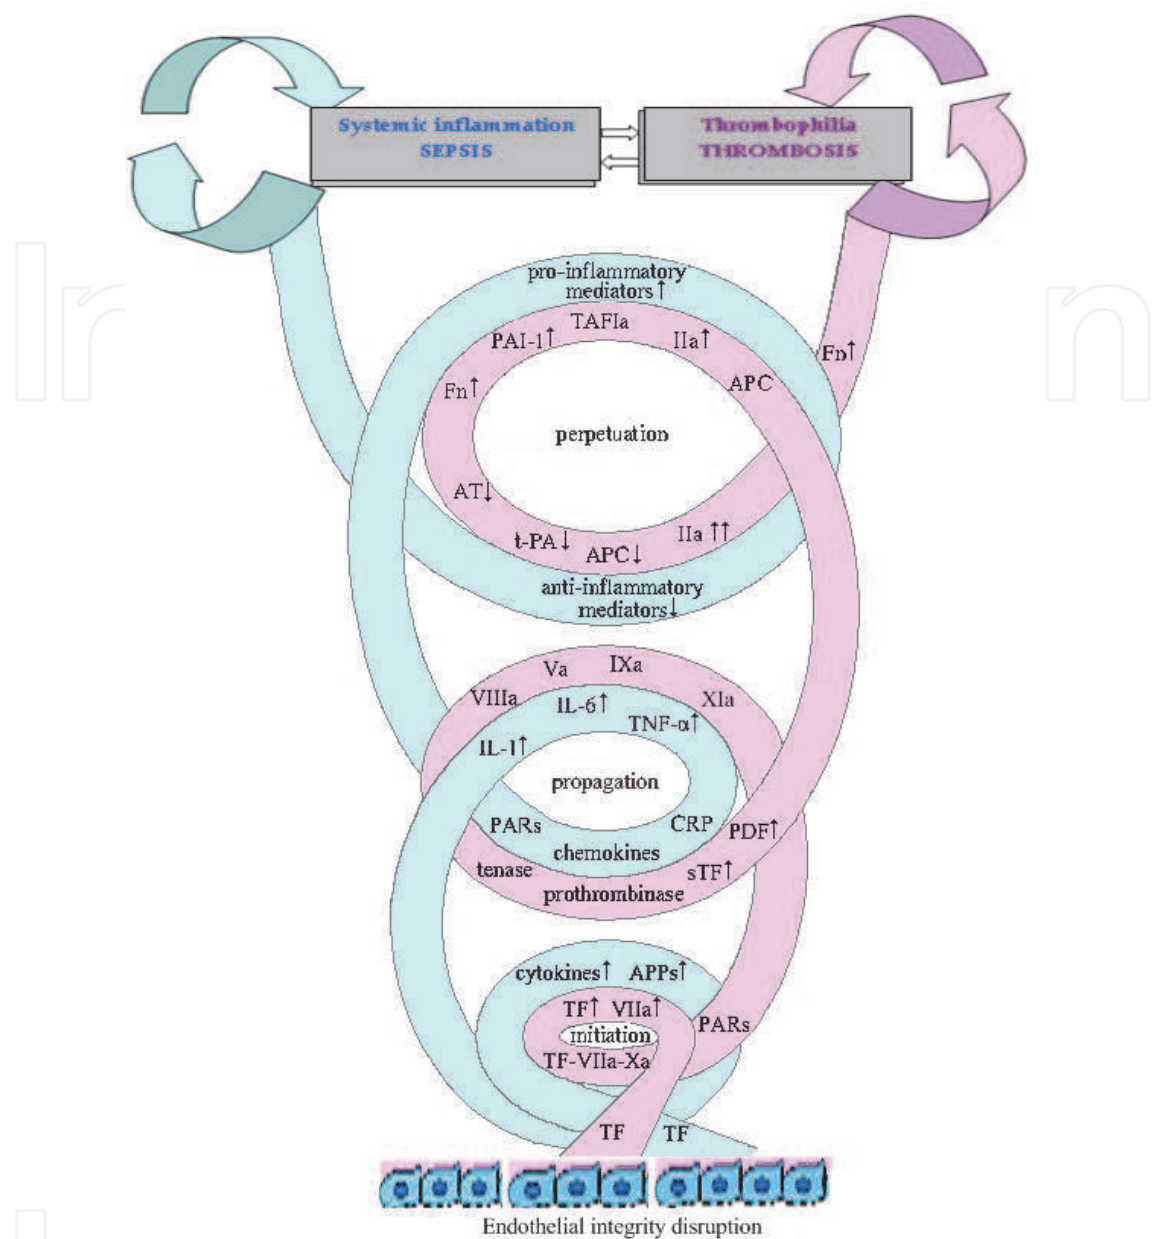 Systemic inflammation
SEPSIS
Thrombophilia
THROMBOSIS
pro-inflammatory
mediators↑
TAFIa
PAI-1↑
IIa↑
Fn↑
APC
Fn↑
perpetuation
AT↓
t-PA↓
APC↓
IIa ↑↑
anti-inflammatory
mediators↓
Va
IXa
VIIIa
XIa
IL-6↑
TNF-α↑
IL-1↑
propagation
PARs
CRP
PDF↑
chemokines
tenase
sTF↑
prothrombinase
cytokines↑
APPs↑
TF↑
VIIa↑
PARs
initiation
TF-VIIa-Xa
TF
TF
Endothelial integrity disruption